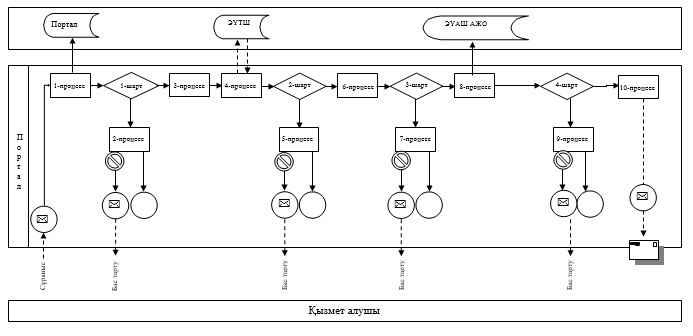 Портал
ЭҮТШ
ЭҮАШ АЖО
Портал
1-процесс
1-шарт
3-процесс
4-процесс
2-шарт
6-процесс
3-шарт
8-процесс
4-шарт
10-процесс
2-процесс
5-процесс
7-процесс
9-процесс
Сұраныс
Бас тарту
Бас тарту
Бас тарту
Бас тарту
Қызмет алушы